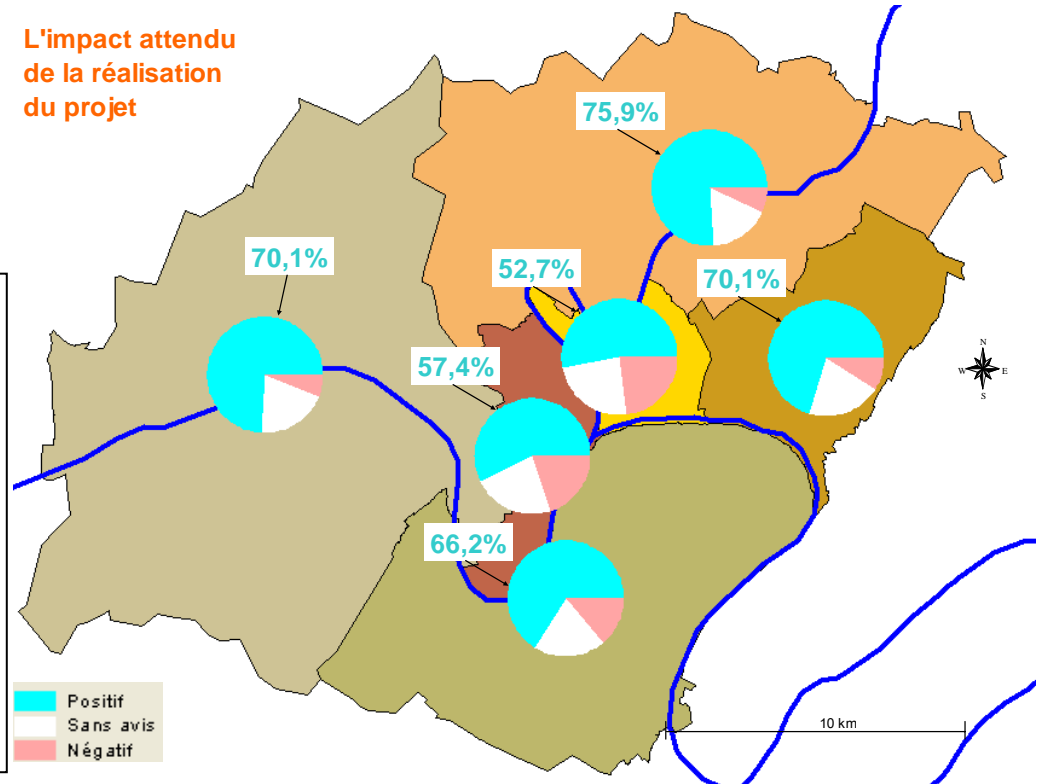 L'impact attendu
de la réalisation
du projet
75,9%
70,1%
52,7%
70,1%
57,4%
66,2%
N
W
E
S
Positif
Sans avis
Négatif
10 km